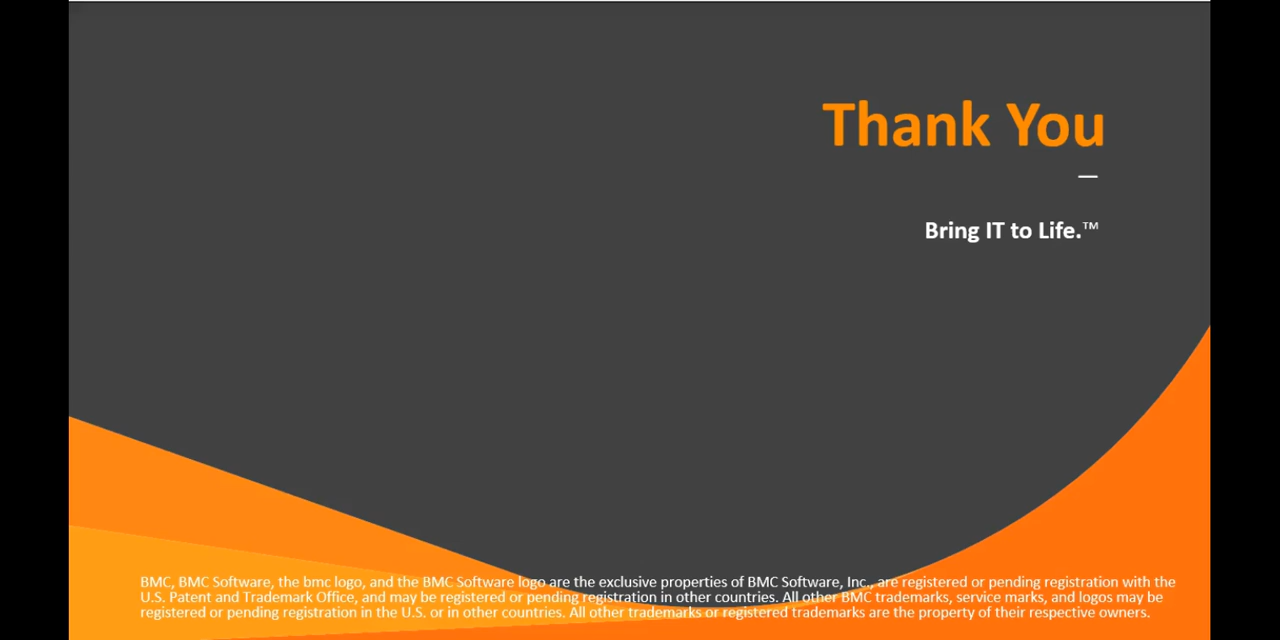 Thank You
—
Bring IT to Life.™
BMC, BMC Software, the bmc logo, and the BMC Software logo are the exclusive properties of BMC Software, Inc., are registered or pending registration with the
U.S. Patent and Trademark Office, and may be registered or pending registration in other countries. All other BMC trademarks, service marks, and logos may be
registered or pending registration in the U.S. or in other countries. All other trademarks or registered trademarks are the property of their respective owners.